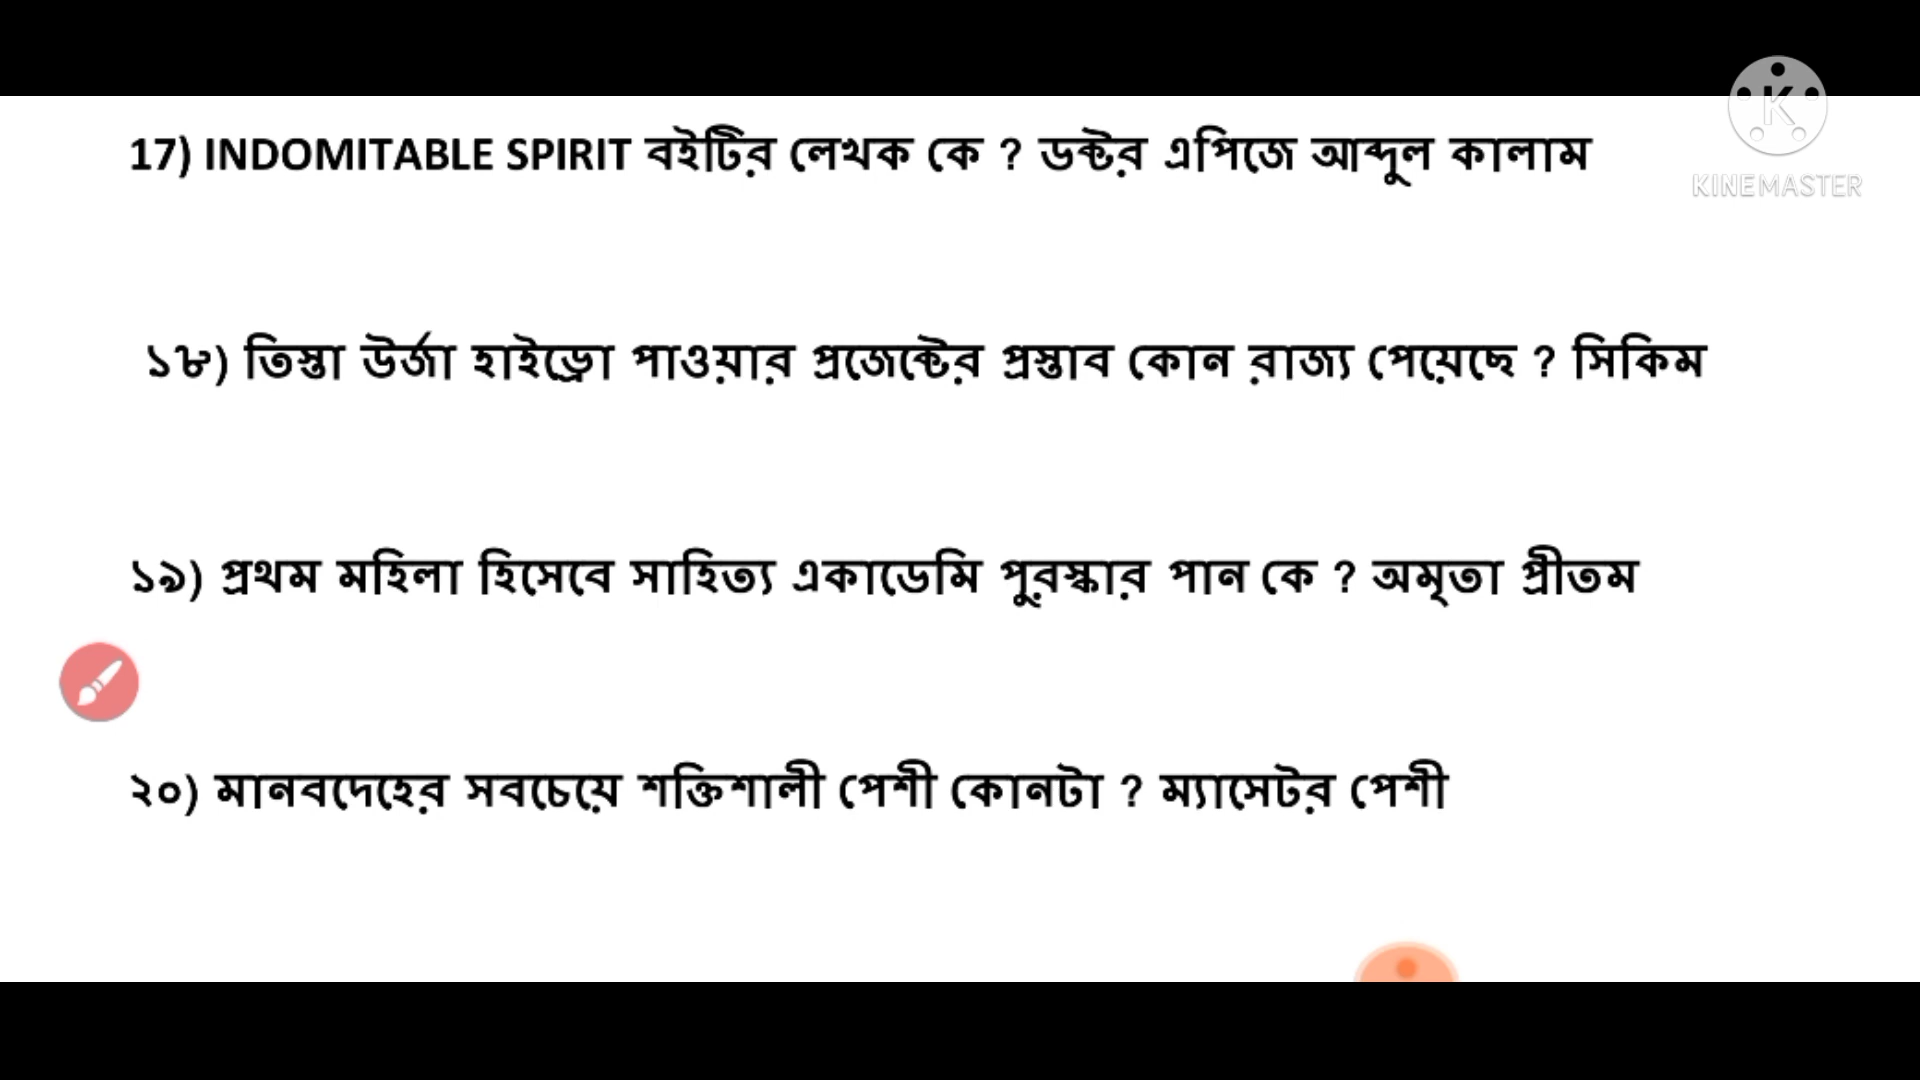 17) INDOMITABLE SPIRIT বইটির লেখক কে ? ডক্টর এপিজে আব্দুল কালাম
K
KINEMASTER
১৮) তিস্তা উর্জা হাইড্রো পাওয়ার প্রজেক্টের প্রস্তাব কোন রাজ্য পেয়েছে ? সিকিম
১৯) প্রথম মহিলা হিসেবে সাহিত্য একাডেমি পুরস্কার পান কে ? অমৃতা প্রীতম
২০) মানবদেহের সবচেয়ে শক্তিশালী পেশী কোনটা ? ম্যাসেটর পেশী